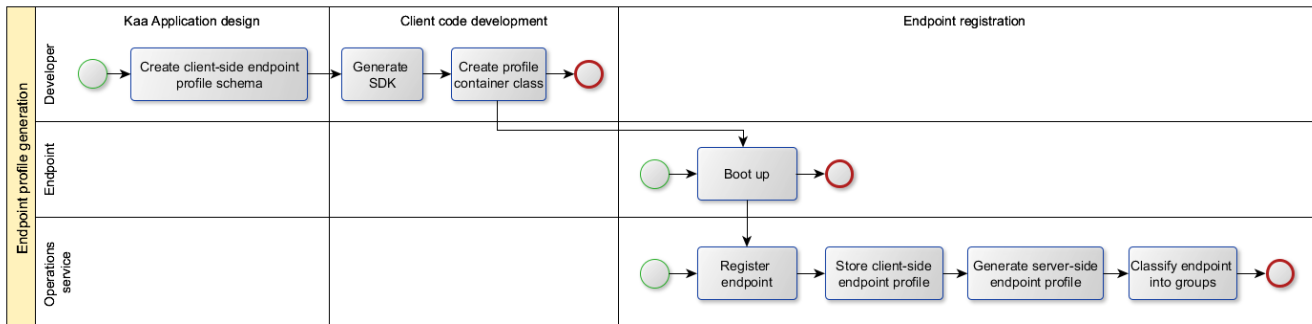 Kaa Application design
Client code development
Endpoint registration
Endpoint profile generation
Developer
Create client-side endpoint
profile schema
Generate
SDK
Create profile
container class
Endpoint
Boot up
Operations
service
Register
endpoint
Store client-side
endpoint profile
Generate server-side
endpoint profile
Classify endpoint
into groups